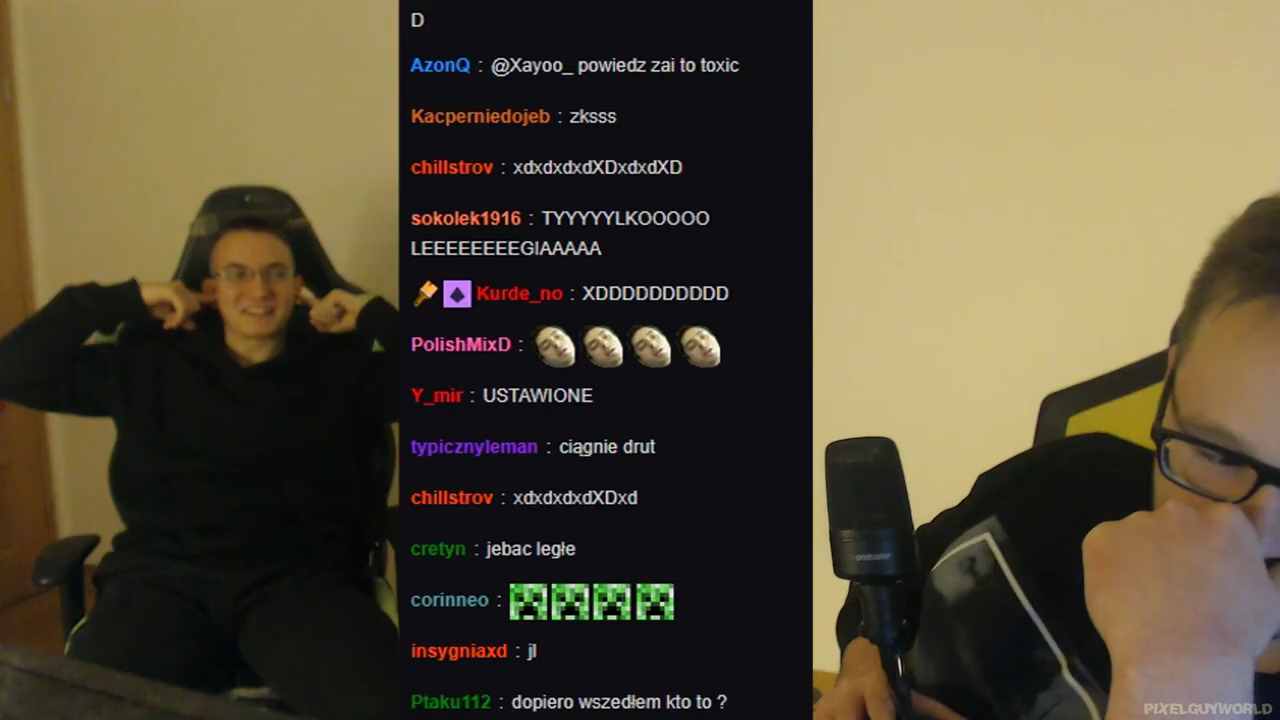 D
AzonQ : @Xayoo_ powiedz zai to toxic
Kacperniedojeb : zksss
chillstrov : xdxdxdxdXDxdxdXD
sokolek1916 : TYYYYYLKOOOOO
LEEEEEEEEGIAAAAA
Kurde_no : XDDDDDDDDDD
PolishMixD :
Y_mir : USTAWIONE
typicznyleman : ciągnie drut
chillstrov : xdxdxdxdXDxd
cretyn : jebac ległe
corinneo :
insygniaxd : jl
Ptaku112 : dopiero wszedłem kto to ?
PIXELGUYWORLD